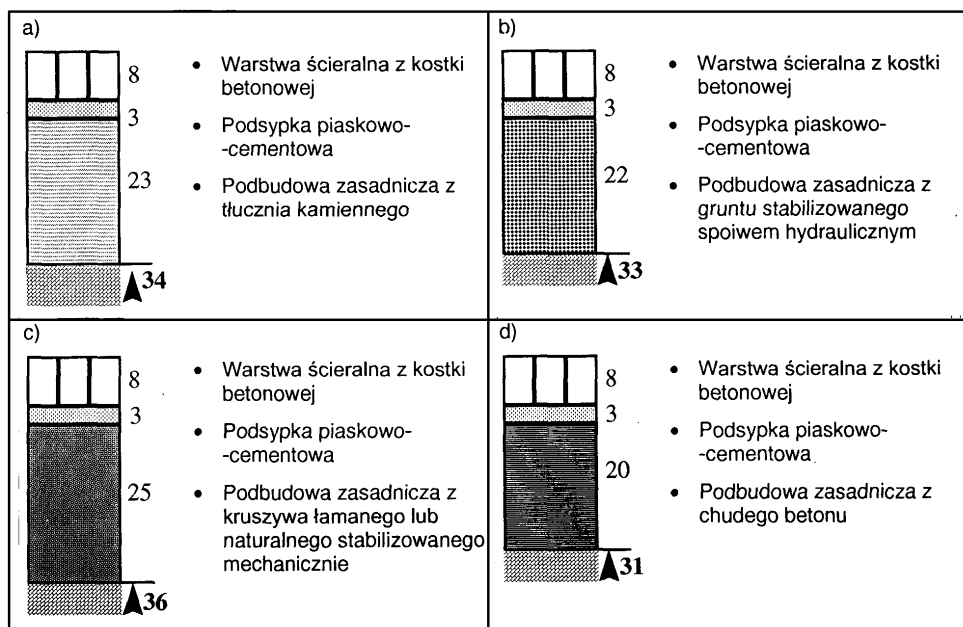 a)
8
3
23
34
• Warstwa ścieralna z kostki
betonowej
• Podsypka piaskowo-
-cementowa
• Podbudowa zasadnicza z
tłucznia kamiennego
b)
8
3
22
33
• Warstwa ścieralna z kostki
betonowej
• Podsypka piaskowo-
-cementowa
• Podbudowa zasadnicza z
gruntu stabilizowanego
spoiwem hydraulicznym
c)
8
3
25
36
• Warstwa ścieralna z kostki
betonowej
• Podsypka piaskowo-
-cementowa
• Podbudowa zasadnicza z
kruszywa łamanego lub
naturalnego stabilizowanego
mechanicznie
d)
8
3
20
31
• Warstwa ścieralna z kostki
betonowej
• Podsypka piaskowo-
-cementowa
• Podbudowa zasadnicza z
chudego betonu